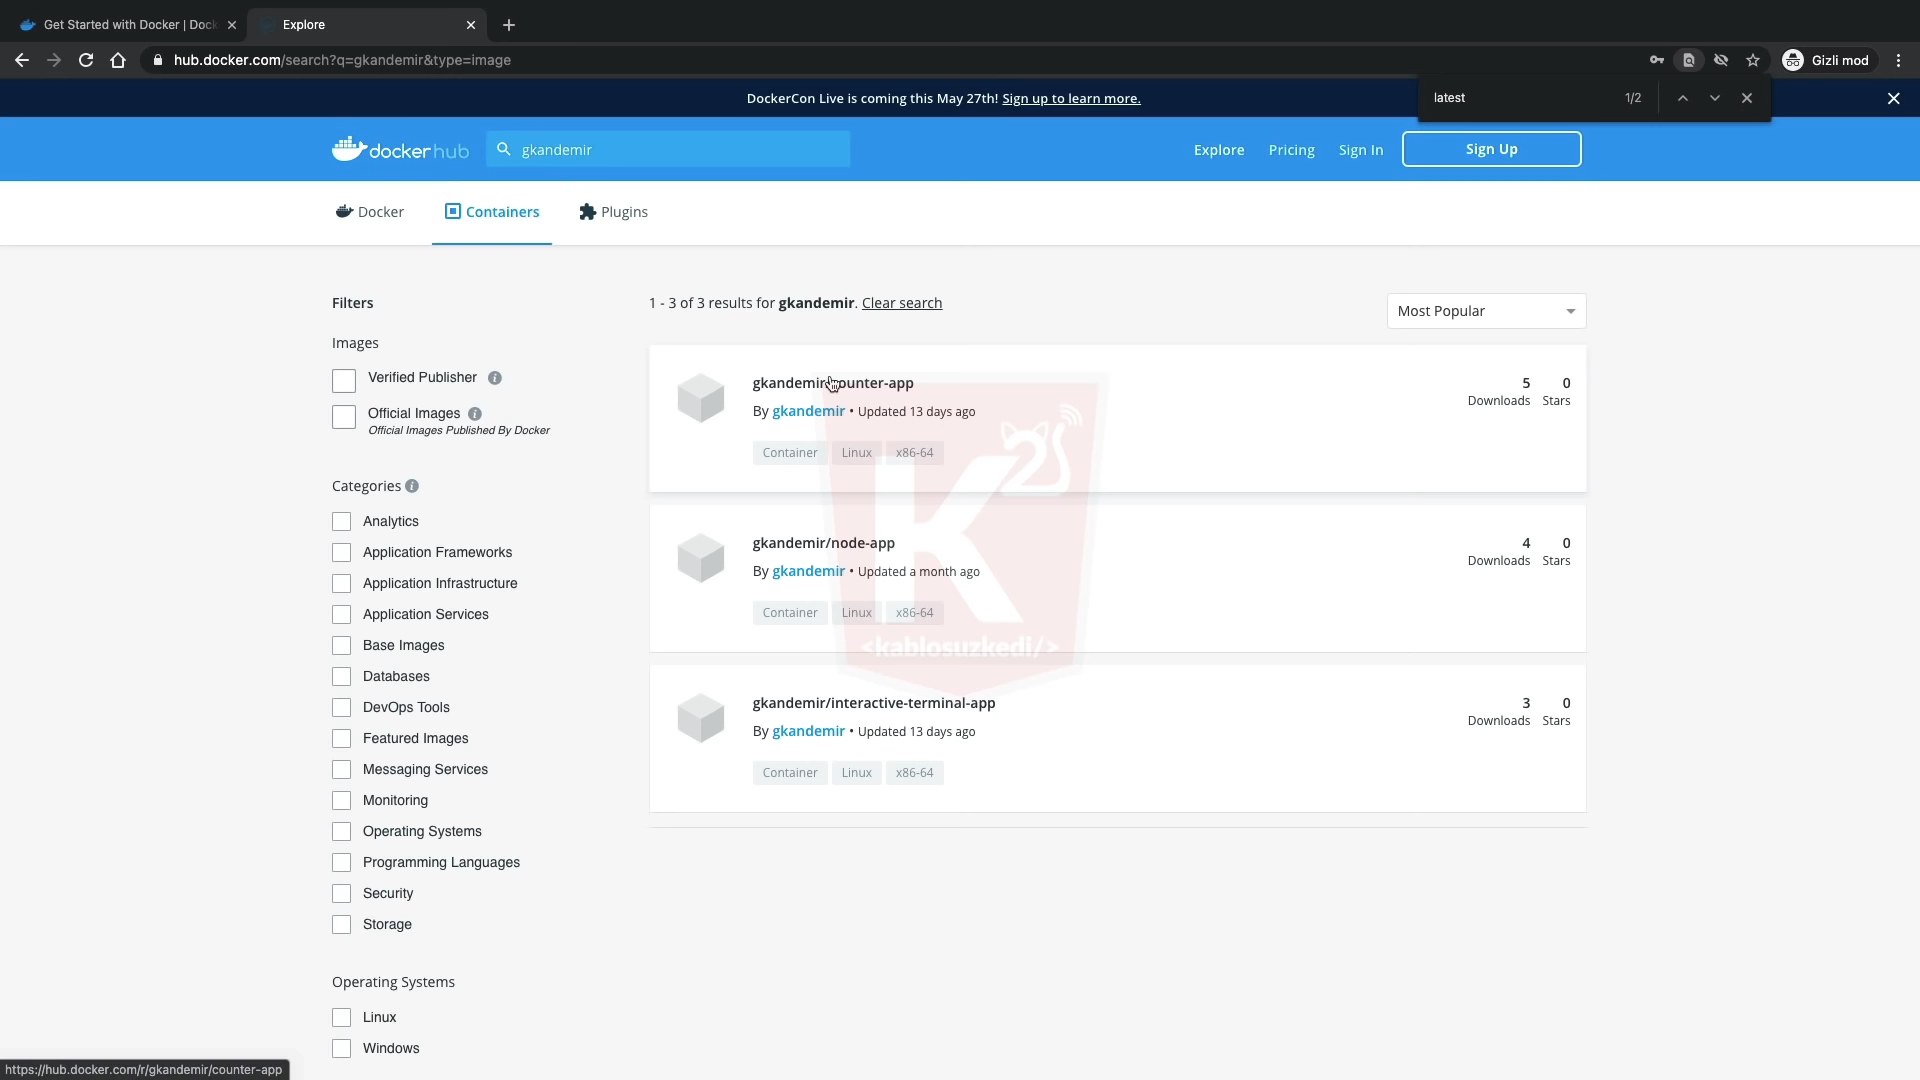 Get Started with Docker | Dock
Explore
hub.docker.com/search?q=gkandemir&type=image
Gizli mod
DockerCon Live is coming this May 27th! Sign up to learn more.
latest
1/2
docker hub
gkandemir
Explore
Pricing
Sign In
Sign Up
Docker
Containers
Plugins
Filters
1 - 3 of 3 results for gkandemir. Clear search
Most Popular
Images
Verified Publisher
Official Images
Official Images Published By Docker
Categories
Analytics
Application Frameworks
Application Infrastructure
Application Services
Base Images
Databases
DevOps Tools
Featured Images
Messaging Services
Monitoring
Operating Systems
Programming Languages
Security
Storage
Operating Systems
Linux
Windows
gkandemir/counter-app
By gkandemir • Updated 13 days ago
Container Linux x86-64
5 0
Downloads Stars
gkandemir/node-app
By gkandemir • Updated a month ago
Container Linux x86-64
4 0
Downloads Stars
K
<kablosuzkedi/>
gkandemir/interactive-terminal-app
By gkandemir • Updated 13 days ago
Container Linux x86-64
3 0
Downloads Stars
https://hub.docker.com/r/gkandemir/counter-app